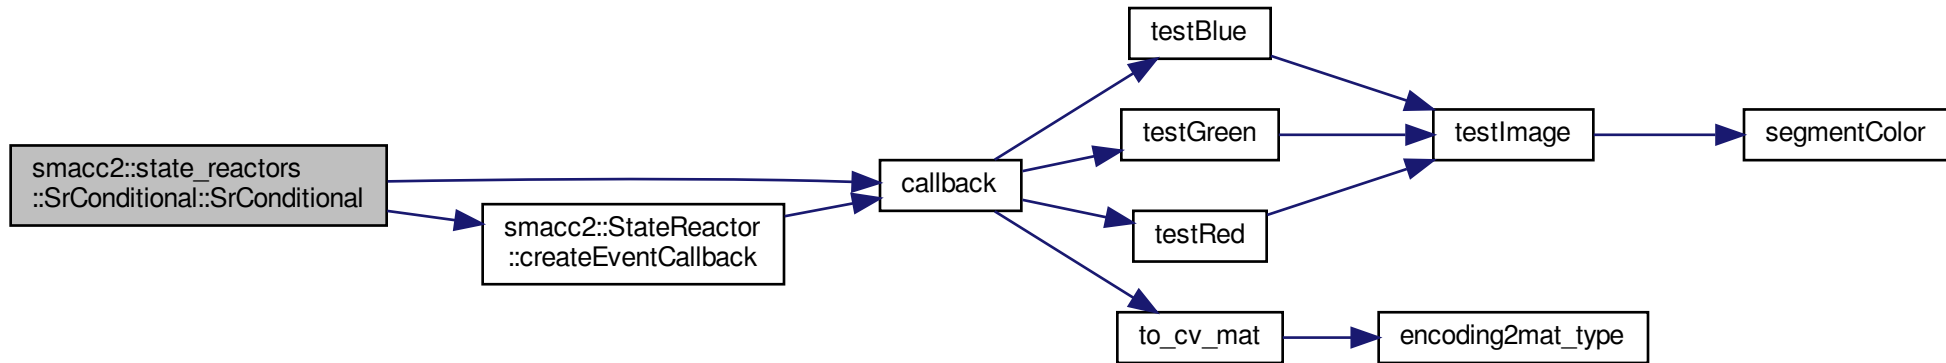 smacc2::state_reactors
::SrConditional::SrConditional
smacc2::StateReactor
::createEventCallback
callback
testBlue
testGreen
testRed
to_cv_mat
testImage
encoding2mat_type
segmentColor